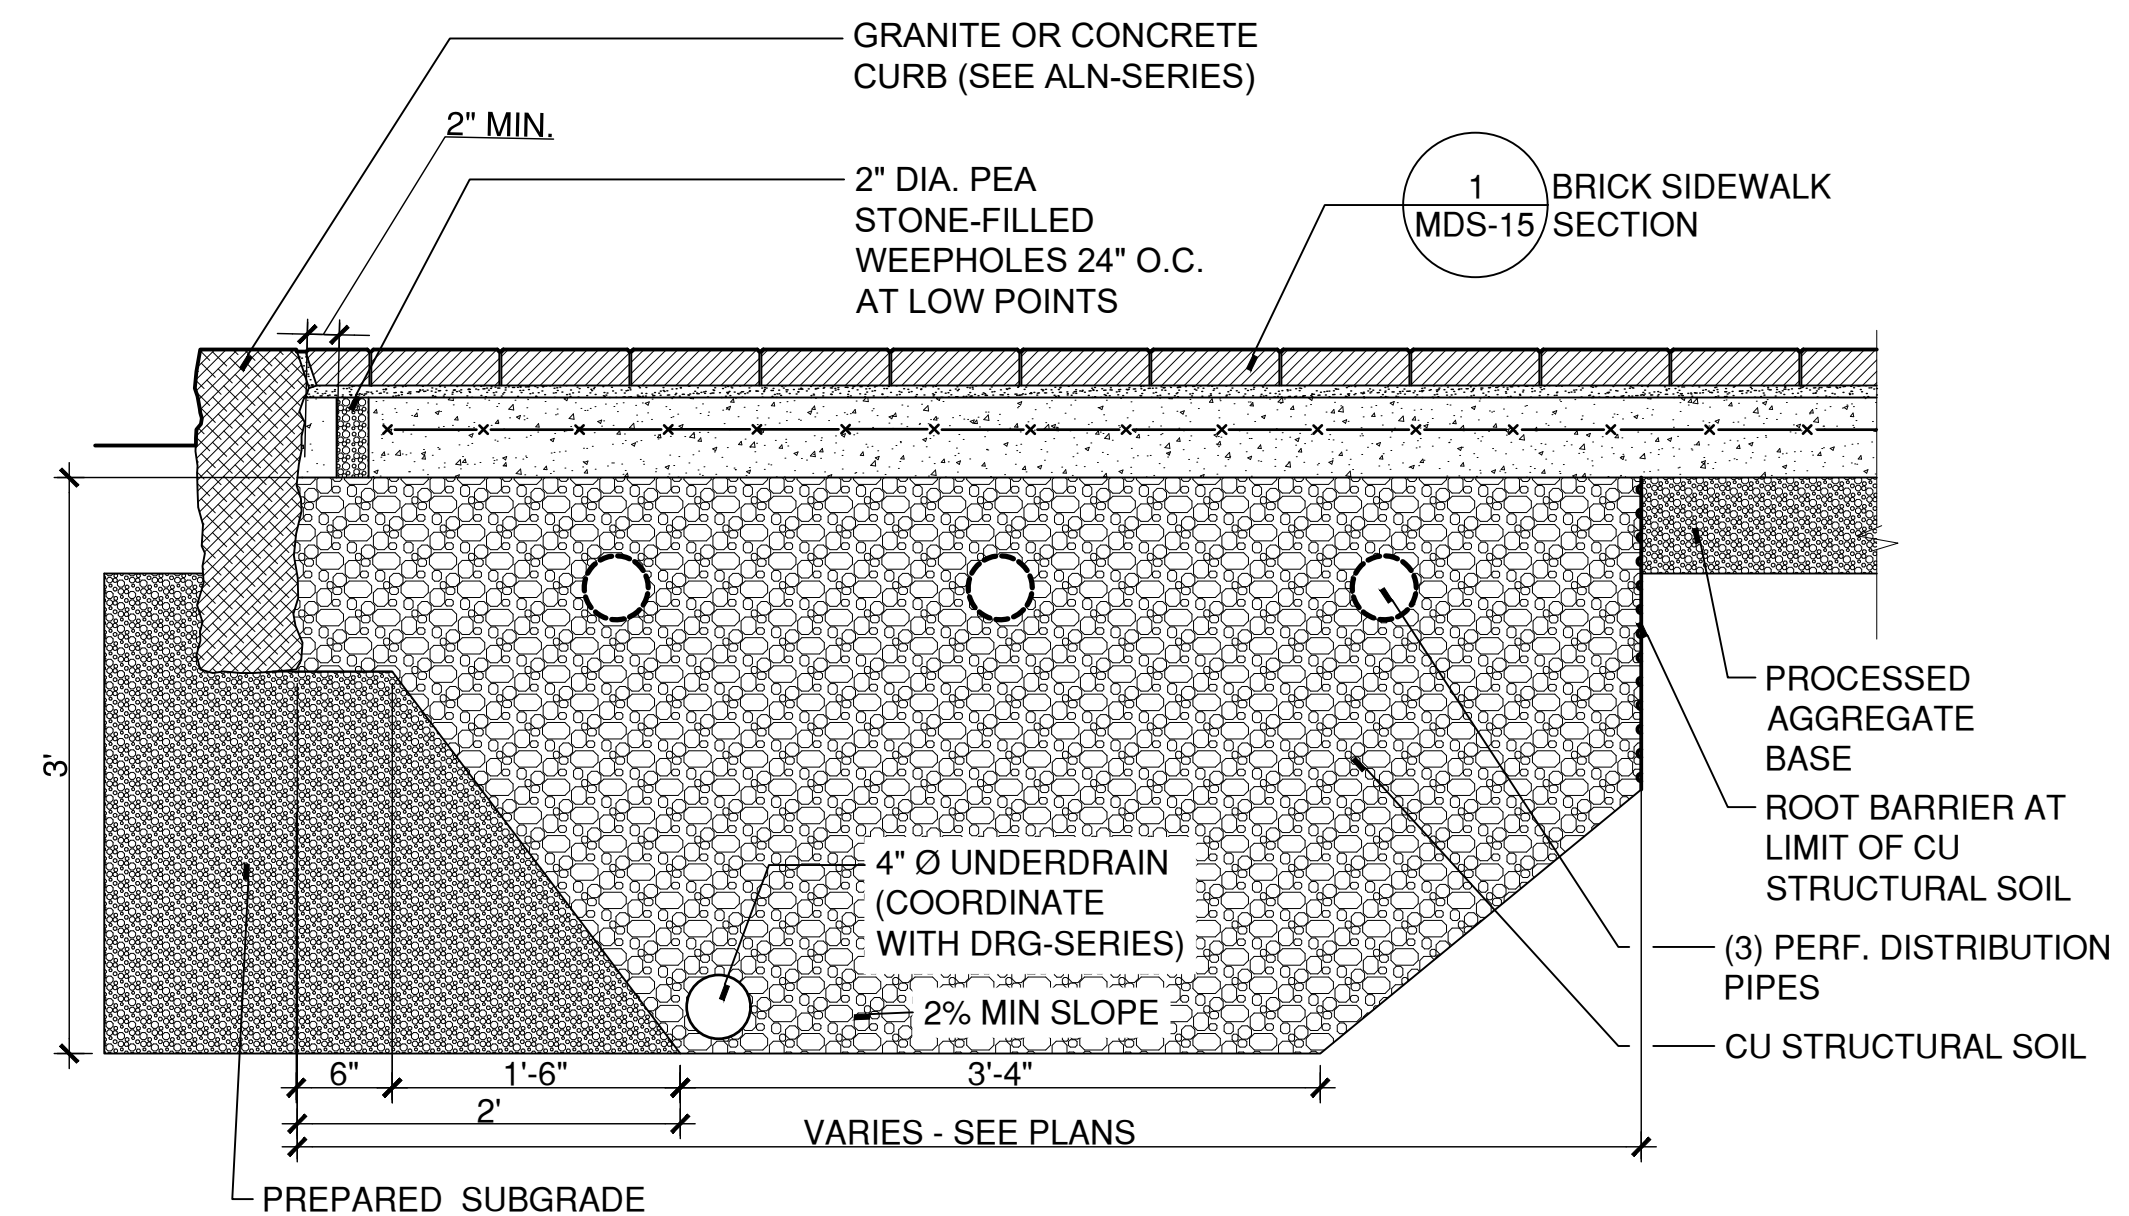 GRANITE OR CONCRETE
CURB (SEE ALN-SERIES)
2" MIN.
2" DIA. PEA
STONE-FILLED
WEEPHOLES 24" O.C.
AT LOW POINTS
1
MDS-15
BRICK SIDEWALK
SECTION
3'
PROCESSED
AGGREGATE
BASE
ROOT BARRIER AT
LIMIT OF CU
STRUCTURAL SOIL
4" Ø UNDERDRAIN
(COORDINATE
WITH DRG-SERIES)
2% MIN SLOPE
(3) PERF. DISTRIBUTION
PIPES
CU STRUCTURAL SOIL
6"
1'-6"
3'-4"
2'
VARIES - SEE PLANS
PREPARED SUBGRADE